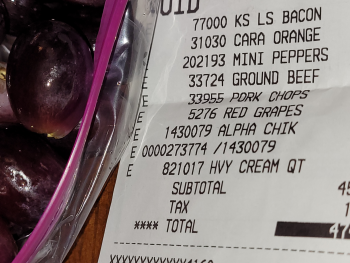 77000 KS LS BACON
31030 CARA ORANGE
202193 MINI PEPPERS
E 33724 GROUND BEEF
E 33955 PORK CHOPS
E 5276 RED GRAPES
E 1430079 ALPHA CHIK
E 0000273774 /1430079
E 821017 HVY CREAM QT
SUBTOTAL
TAX
**** TOTAL